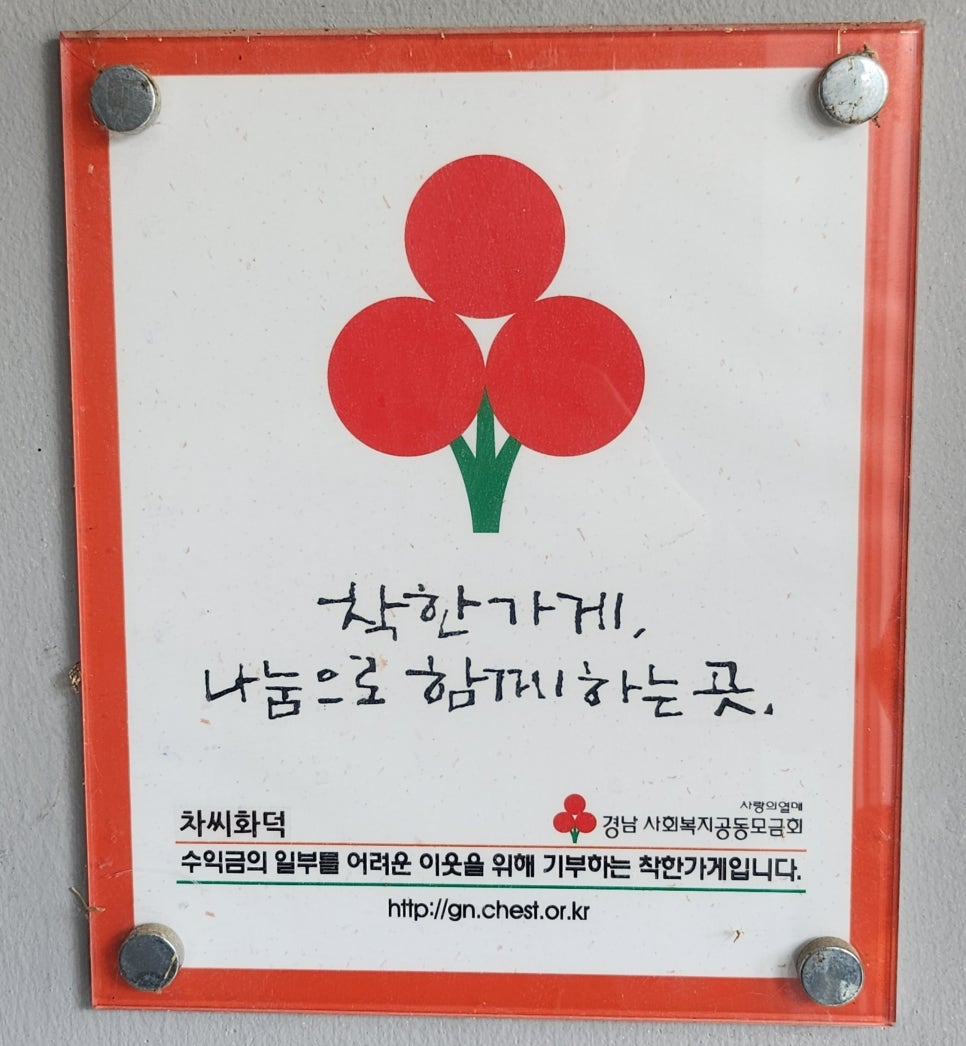 착한가게,
나눔으로 함께하는 곳.
차씨화덕
사랑의열매
경남 사회복지공동모금회
수익금의 일부를 어려운 이웃을 위해 기부하는 착한가게입니다.
http://gn.chest.or.kr